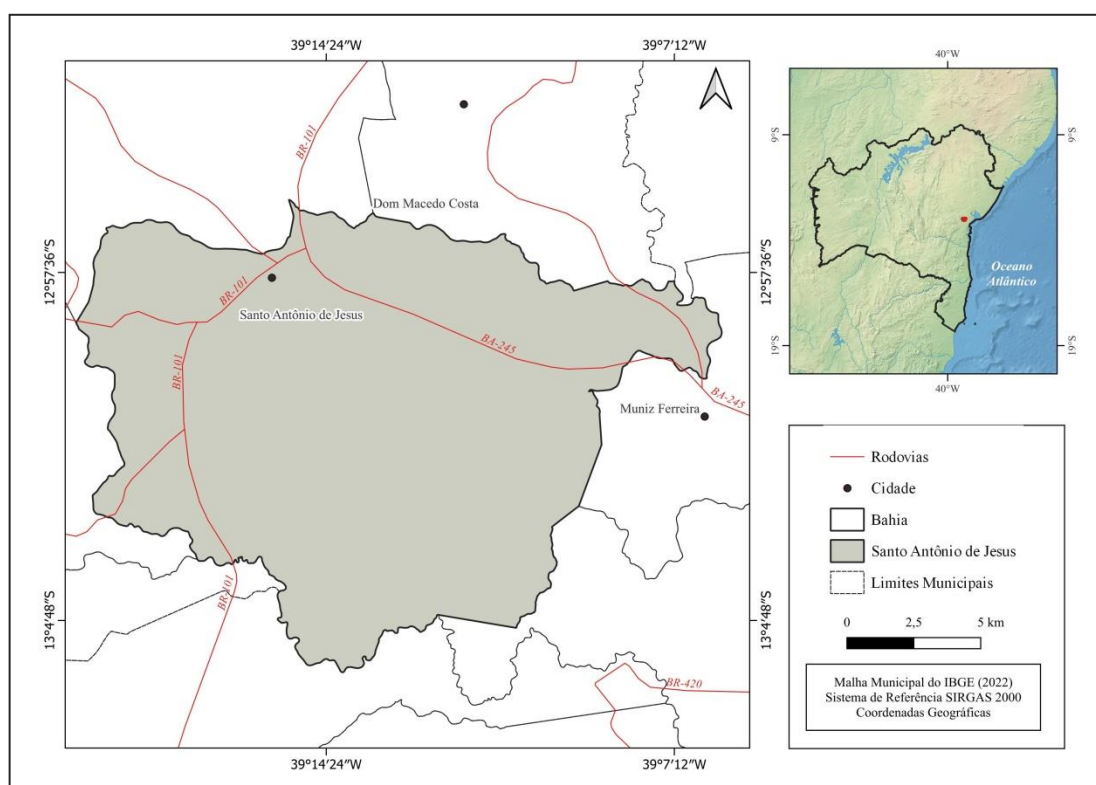 39°14′24″W
39°7′12″W
12°57′36″S
13°4′48″S
BR-101
Dom Macedo Costa
BR-101
Santo Antônio de Jesus
BR-101
BA-245
Muniz Ferreira
BA-245
BR-101
BR-420
12°57′36″S
13°4′48″S
39°14′24″W
39°7′12″W
40°W
9°S
9°S
Oceano
Atlântico
19°S
19°S
40°W
Rodovias
Cidade
Bahia
Santo Antônio de Jesus
Limites Municipais
0 2,5 5 km
Malha Municipal do IBGE (2022)
Sistema de Referência SIRGAS 2000
Coordenadas Geográficas